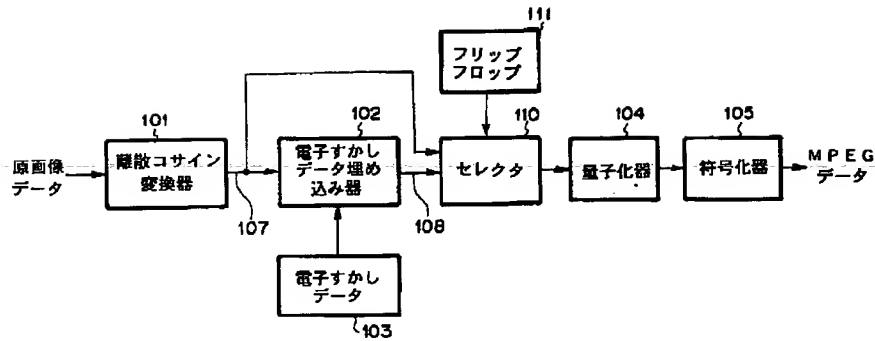 111
フリップ
フロップ
101
102
110
104
105
原画像
データ
離散コサイン
変換器
電子すかし
データ埋め
込み器
セレクタ
量子化器
符号化器
MPEG
データ
107
108
電子すかし
データ
103